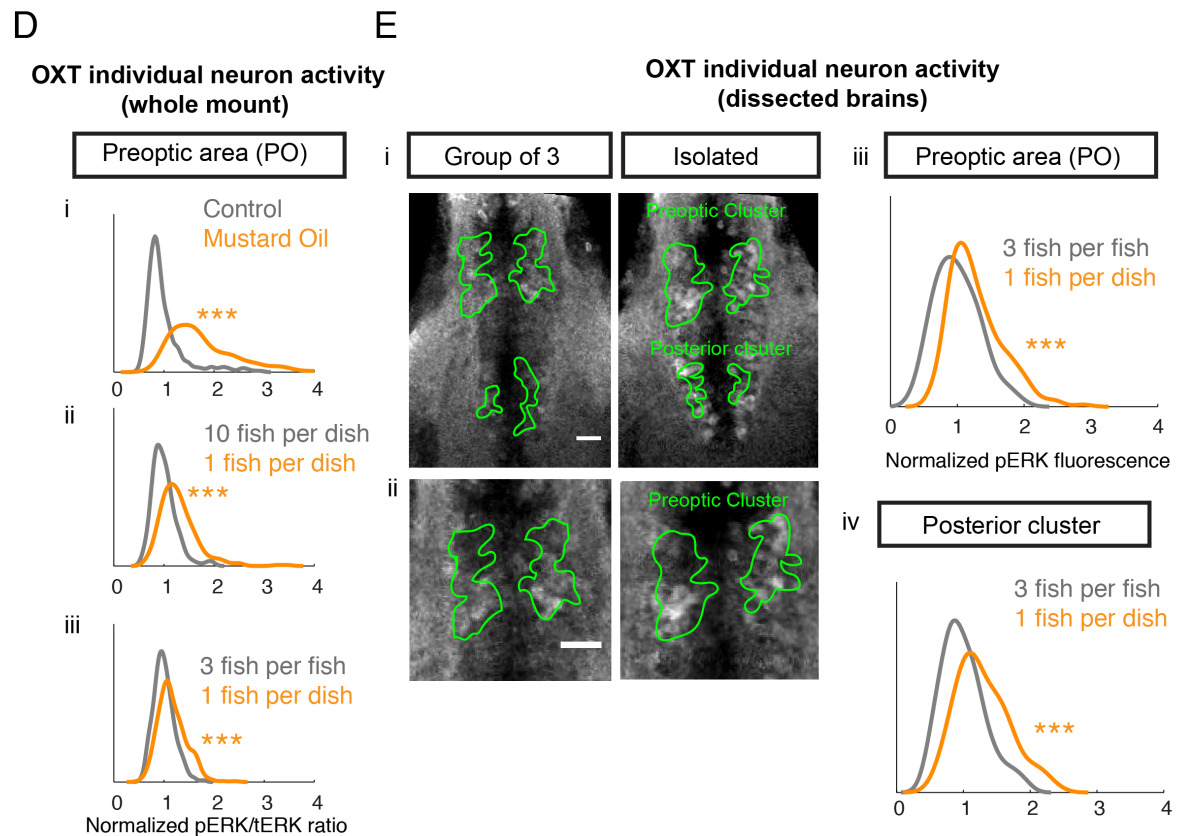 D
OXT individual neuron activity
(whole mount)
Preoptic area (PO)
i
Control
Mustard Oil
***
0 1 2 3 4
ii
10 fish per dish
1 fish per dish
***
0 1 2 3 4
iii
3 fish per fish
1 fish per dish
***
0 1 2 3 4
Normalized pERK/tERK ratio
E
OXT individual neuron activity
(dissected brains)
i
Group of 3
Isolated
Preoptic Cluster
Posterior clsuter
ii
Preoptic Cluster
iii
Preoptic area (PO)
3 fish per fish
1 fish per dish
***
0 1 2 3 4
Normalized pERK fluorescence
iv
Posterior cluster
3 fish per fish
1 fish per dish
***
0 1 2 3 4